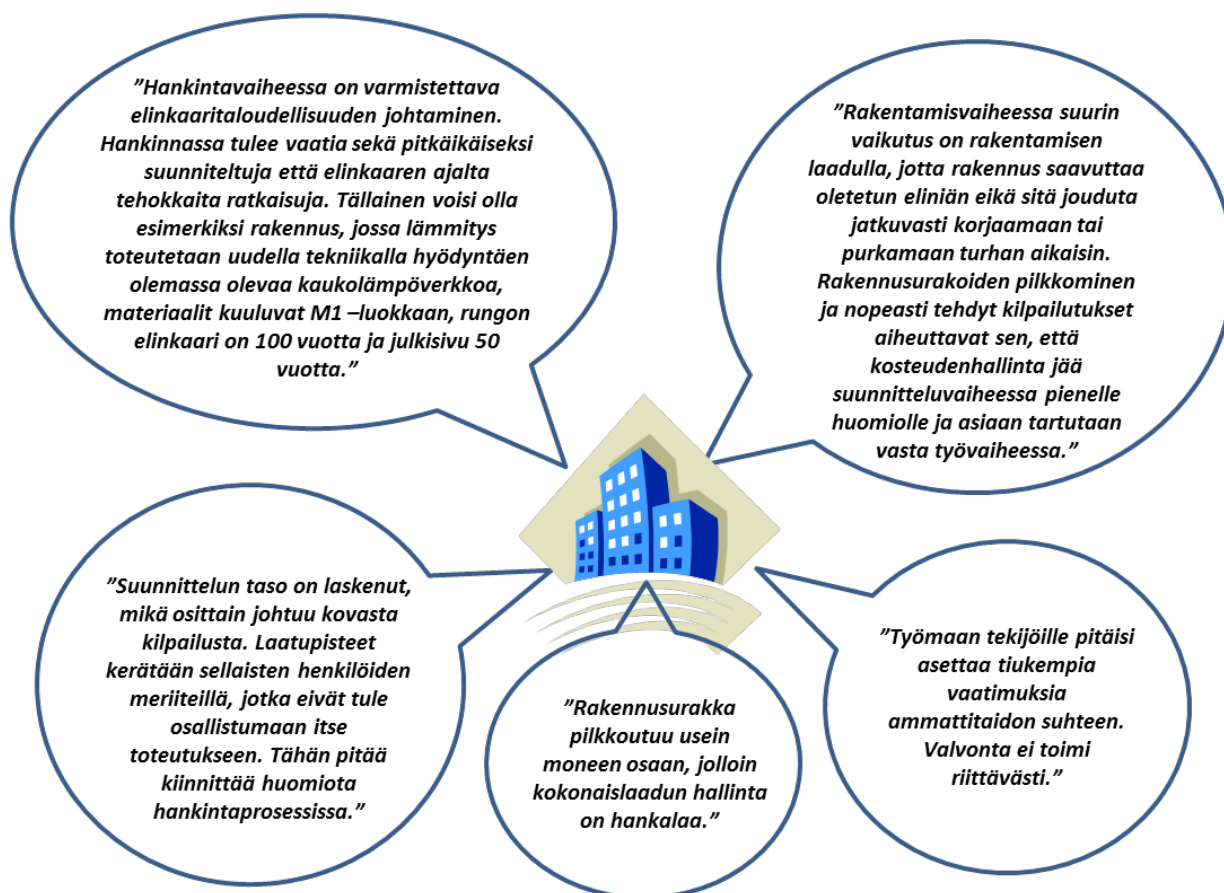 ”Hankintavaiheessa on varmistettava
elinkaaritaloudellisuuden johtaminen.
Hankinnassa tulee vaatia sekä pitkäikäiseksi
suunniteltuja että elinkaaren ajalta
tehokkaita ratkaisuja. Tällainen voisi olla
esimerkiksi rakennus, jossa lämmitys
toteutetaan uudella tekniikalla hyödyntäen
olemassa olevaa kaukolämpöverkkoa,
materiaalit kuuluvat M1 –luokkaan, rungon
elinkaari on 100 vuotta ja julkisivu 50
vuotta.”
”Rakentamisvaiheessa suurin
vaikutus on rakentamisen
laadulla, jotta rakennus saavuttaa
oletetun eliniän eikä sitä jouduta
jatkuvasti korjaamaan tai
purkamaan turhan aikaisin.
Rakennusurakoiden pilkkominen
ja nopeasti tehdyt kilpailutukset
aiheuttavat sen, että
kosteudenhallinta jää
suunnitteluvaiheessa pienelle
huomiolle ja asiaan tartutaan
vasta työvaiheessa.”
”Suunnittelun taso on laskenut,
mikä osittain johtuu kovasta
kilpailusta. Laatupisteet
kerätään sellaisten henkilöiden
meriiteillä, jotka eivät tule
osallistumaan itse
toteutukseen. Tähän pitää
kiinnittää huomiota
hankintaprosessissa.”
”Rakennusurakka
pilkkoutuu usein
moneen osaan, jolloin
kokonaislaadun hallinta
on hankalaa.”
”Työmaan tekijöille pitäisi
asettaa tiukempia
vaatimuksia
ammattitaidon suhteen.
Valvonta ei toimi
riittävästi.”